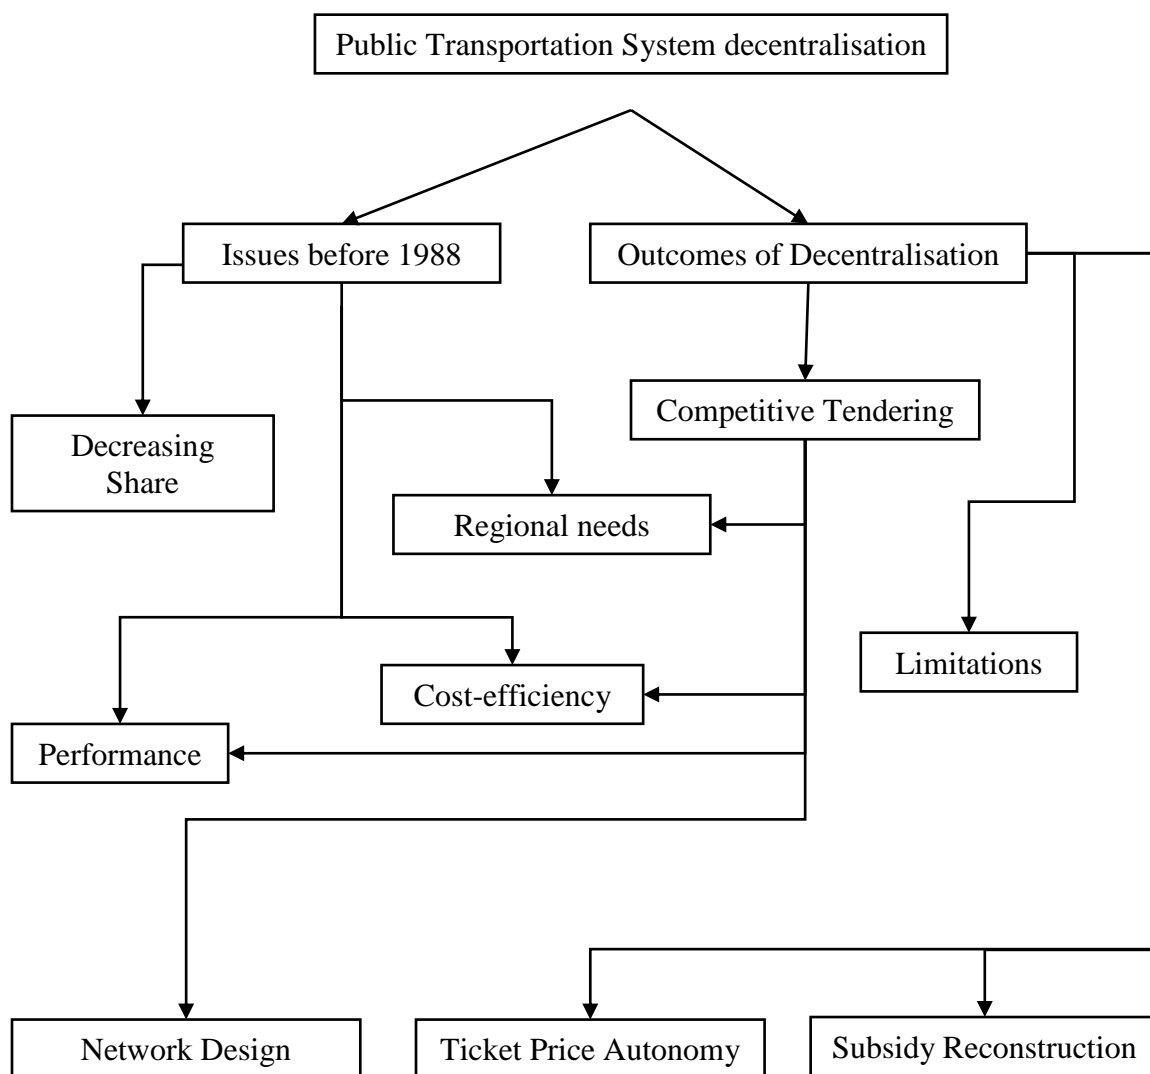 Public Transportation System decentralisation
Issues before 1988
Outcomes of Decentralisation
Competitive Tendering
Decreasing
Share
Regional needs
Limitations
Cost-efficiency
Performance
Network Design
Ticket Price Autonomy
Subsidy Reconstruction